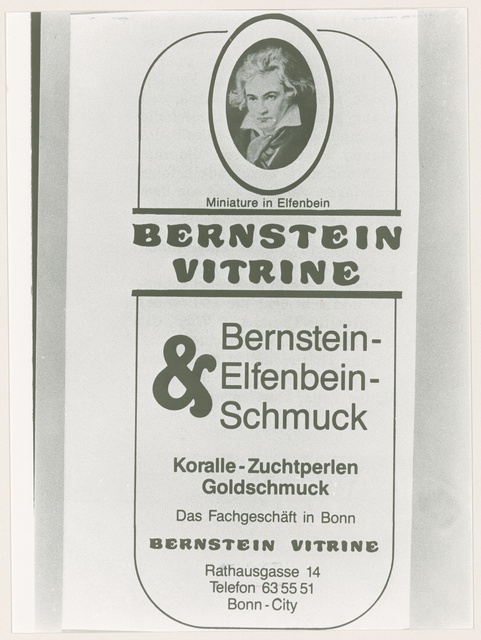 Miniature in Elfenbein
BERNSTEIN
VITRINE
& Bernstein-
Elfenbein-
Schmuck
Koralle-Zuchtperlen
Goldschmuck
Das Fachgeschäft in Bonn
BERNSTEIN VITRINE
Rathausgasse 14
Telefon 63 55 51
Bonn-City